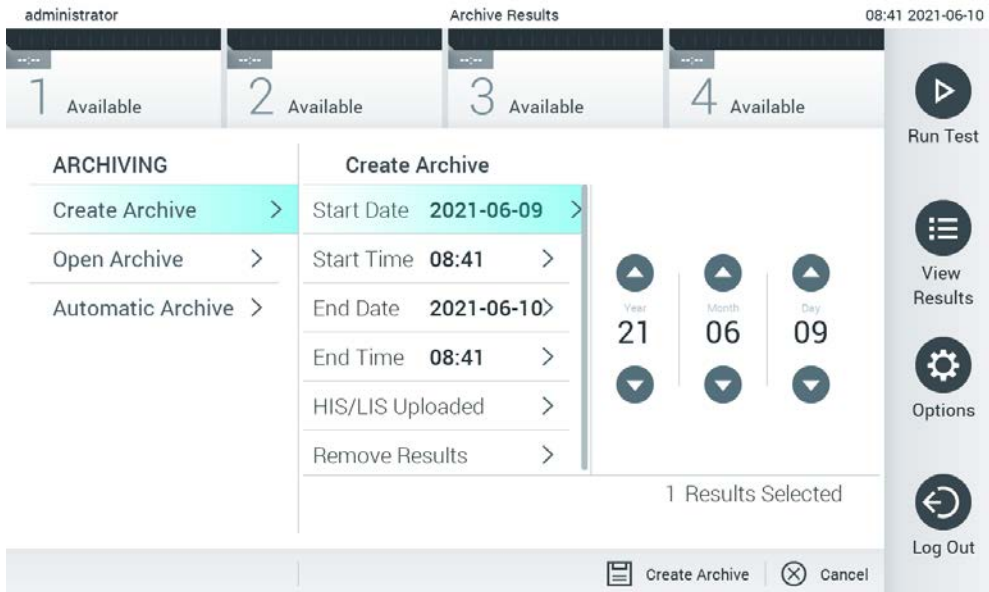 administrator Archive Results 08:41 2021-06-10
--:-- --:-- --:-- --:--
1 Available 2 Available 3 Available 4 Available
Run Test
ARCHIVING
Create Archive
Open Archive
Automatic Archive
Create Archive
Start Date 2021-06-09
Start Time 08:41
End Date 2021-06-10
End Time 08:41
HIS/LIS Uploaded
Remove Results
Year Month Day
21 06 09
1 Results Selected
View
Results
Options
Log Out
Create Archive Cancel